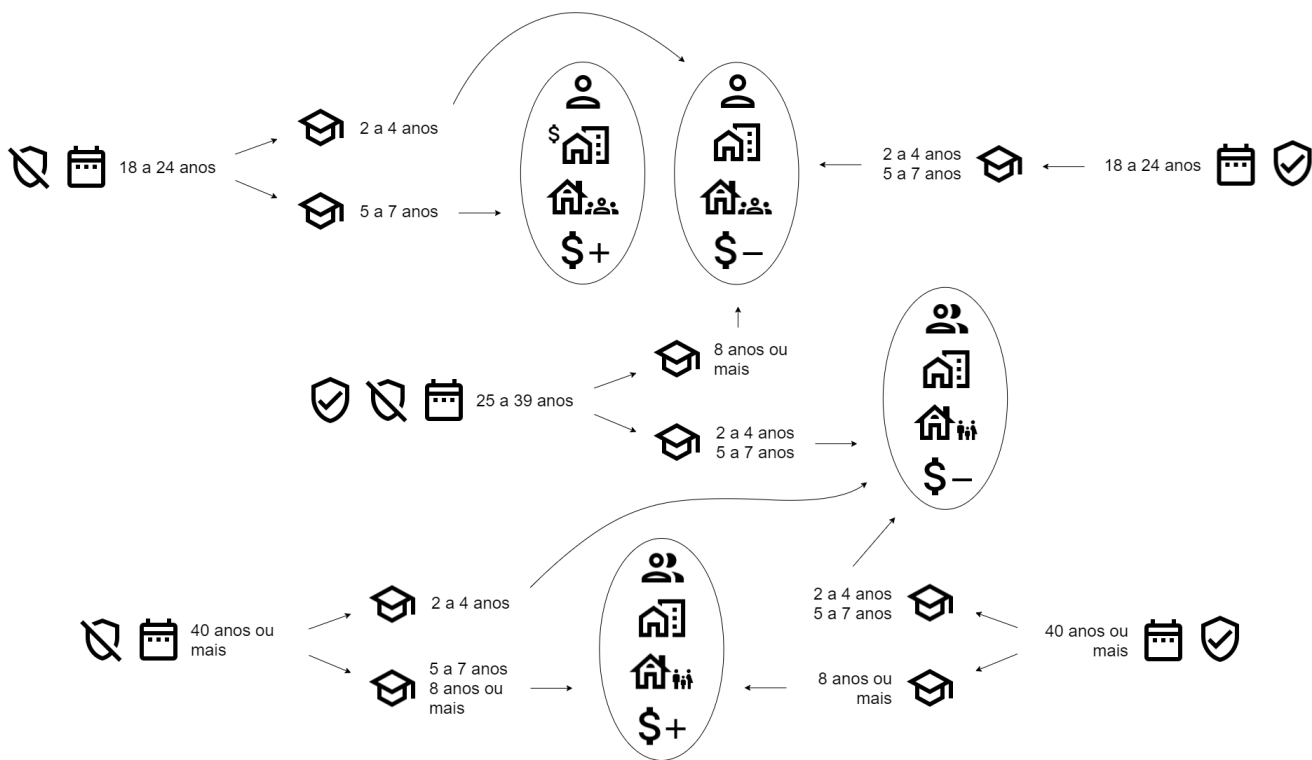 2 a 4 anos
18 a 24 anos
5 a 7 anos
$
$+
$–
2 a 4 anos
5 a 7 anos
18 a 24 anos
8 anos ou
mais
25 a 39 anos
2 a 4 anos
5 a 7 anos
$–
2 a 4 anos
40 anos ou
mais
5 a 7 anos
8 anos ou
mais
$+
2 a 4 anos
5 a 7 anos
40 anos ou
mais
8 anos ou
mais